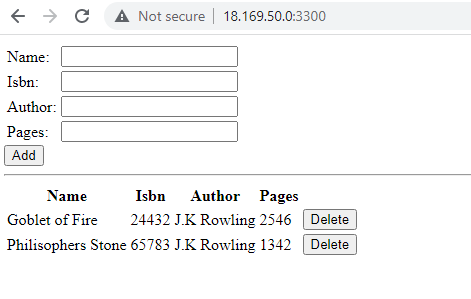 Not secure | 18.169.50.0:3300
Name:
Isbn:
Author:
Pages:
Add
Name Isbn Author Pages
Goblet of Fire 24432 J.K Rowling 2546 Delete
Philisophers Stone 65783 J.K Rowling 1342 Delete